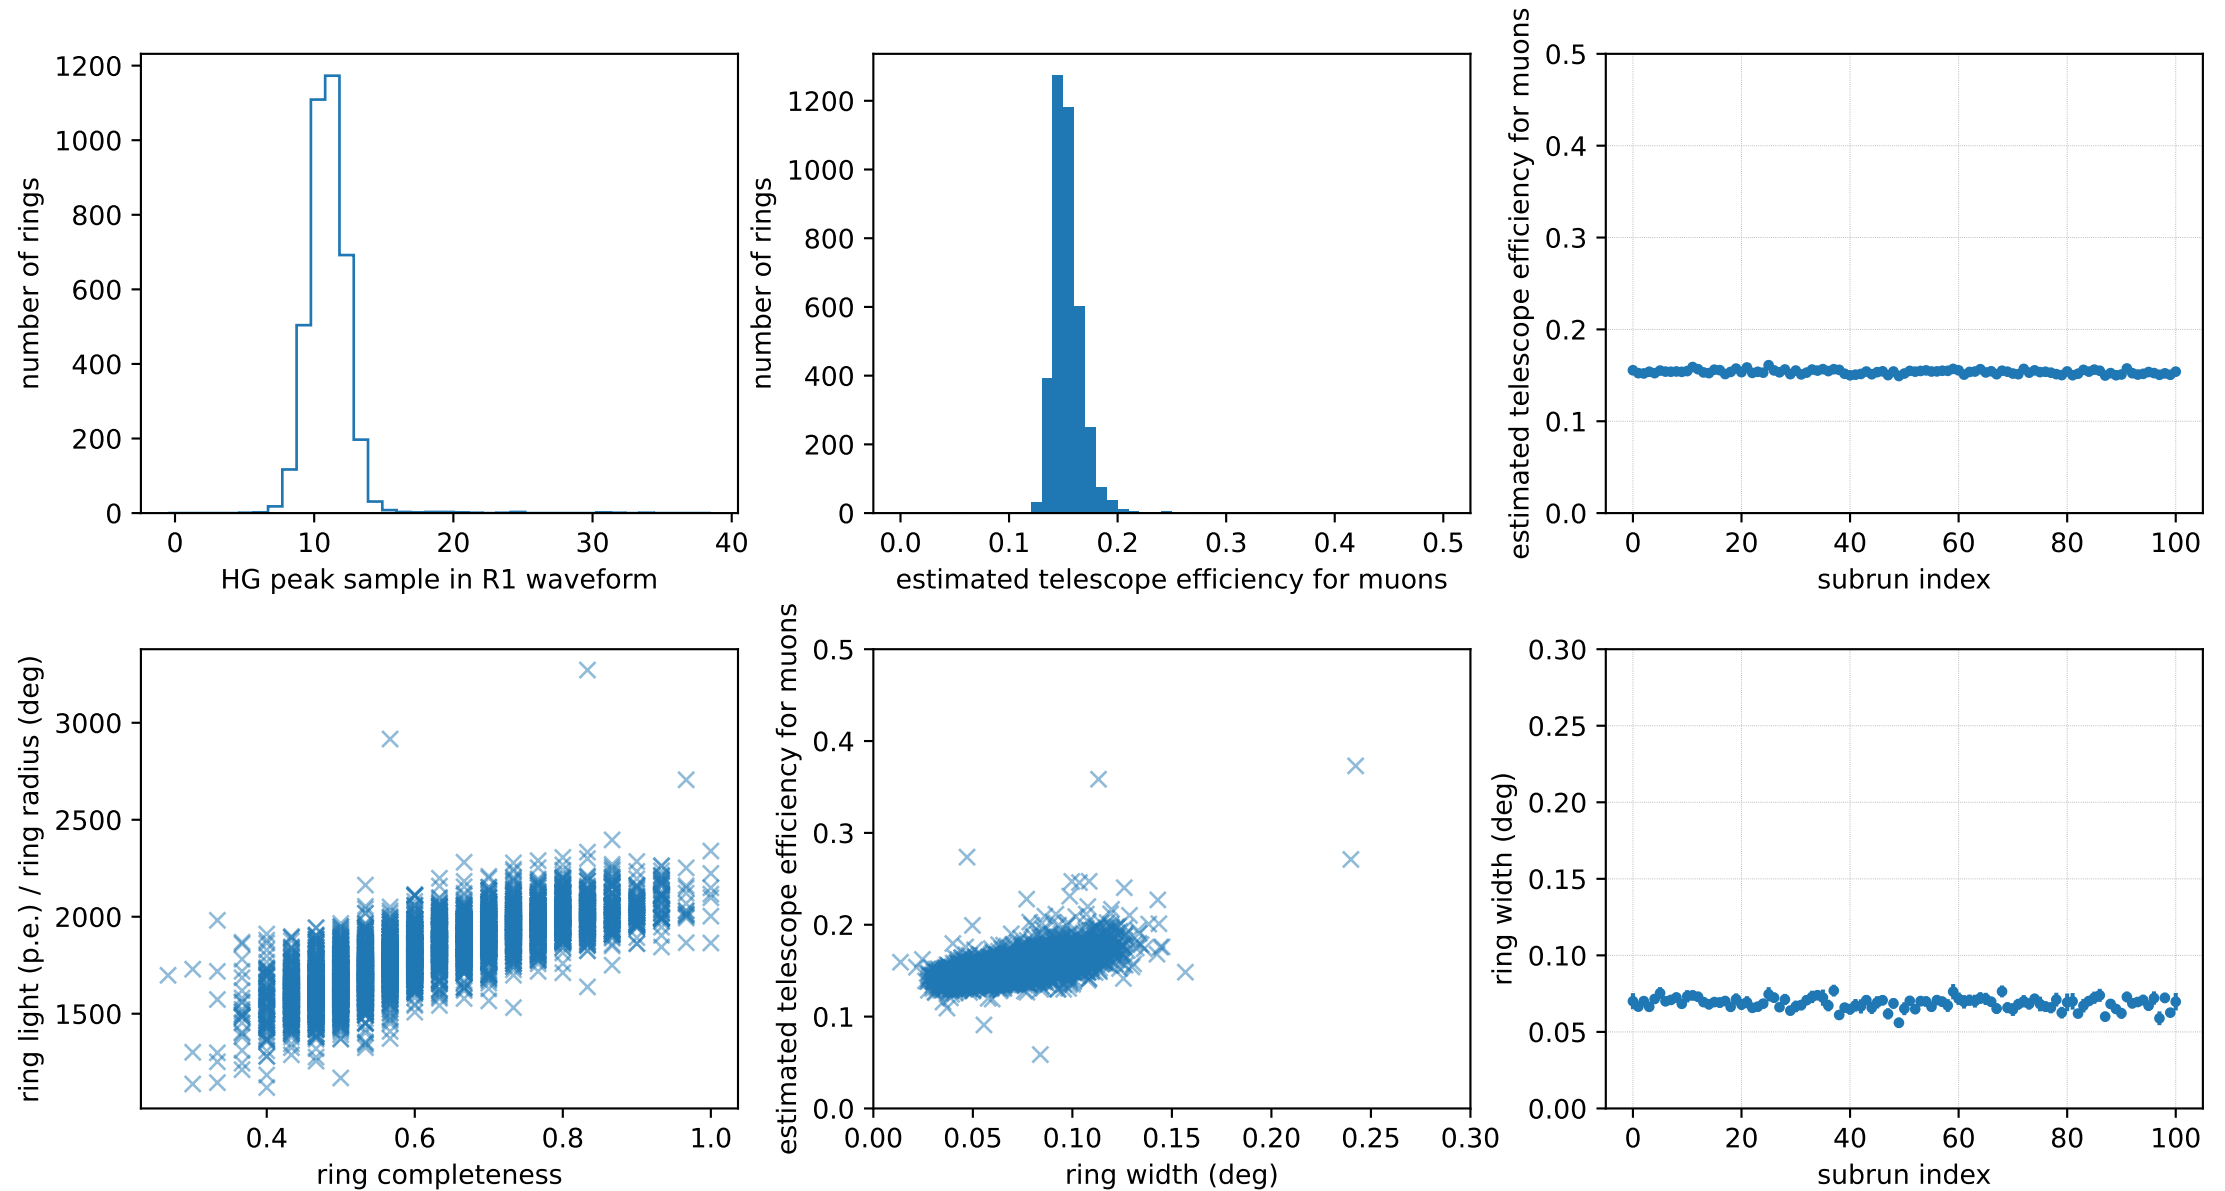 number of rings
1200
1000
800
600
400
200
0
0 10 20 30 40
HG peak sample in R1 waveform
number of rings
1200
1000
800
600
400
200
0
0.0 0.1 0.2 0.3 0.4 0.5
estimated telescope efficiency for muons
estimated telescope efficiency for muons
0.5
0.4
0.3
0.2
0.1
0.0
0 20 40 60 80 100
subrun index
ring light (p.e.) / ring radius (deg)
3000
2500
2000
1500
0.4 0.6 0.8 1.0
ring completeness
estimated telescope efficiency for muons
0.5
0.4
0.3
0.2
0.1
0.0
0.00 0.05 0.10 0.15 0.20 0.25 0.30
ring width (deg)
ring width (deg)
0.30
0.25
0.20
0.15
0.10
0.05
0.00
0 20 40 60 80 100
subrun index